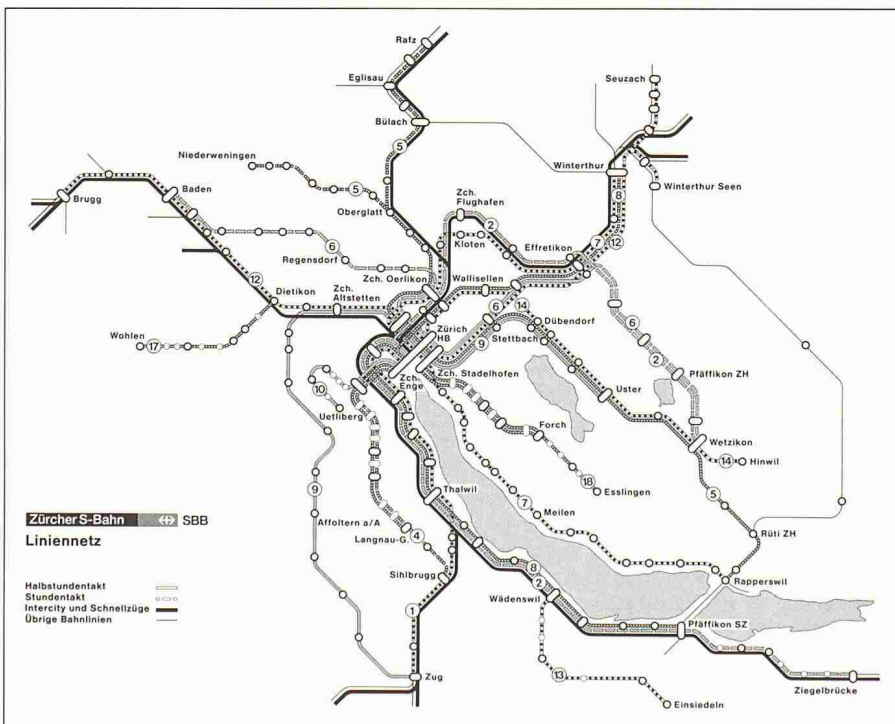 Rafz
Eglisau
Seuzach
Bülach
5
Niederweningen
Winterthur
5
8
Winterthur Seen
Baden
Zch.
Flughafen
Brugg
Oberglatt
2
Kloten
Effretikon
7
12
6
Regensdorf
Zch. Oerlikon
Wallisellen
12
Dietikon
Zch.
Altstetten
6
14
Dübendorf
6
Wohlen
17
Zürich
HB
9
Stettbach
2
Pfäffikon ZH
10
Zch.
Enge
Zch. Stadelhofen
Uster
Uetliberg
Forch
Wetzikon
14
Hinwil
18
Esslingen
9
Thalwil
7
Meilen
5
Zürcher S-Bahn
SBB
Liniennetz
Affoltern a/A
Langnau-G.
4
Rüti ZH
Sihlbrugg
8
2
Rapperswil
Halbstundentakt
Stundentakt
Intercity und Schnellzüge
Übrige Bahnlinien
Wädenswil
1
Pfäffikon SZ
Zug
13
Ziegelbrücke
Einsiedeln